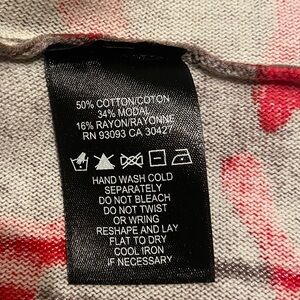 50% COTTON/COTON
34% MODAL
16% RAYON/RAYONNE
RN 93093 CA 30427
HAND WASH COLD
SEPARATELY
DO NOT BLEACH
DO NOT TWIST
OR WRING
RESHAPE AND LAY
FLAT TO DRY
COOL IRON
IF NECESSARY